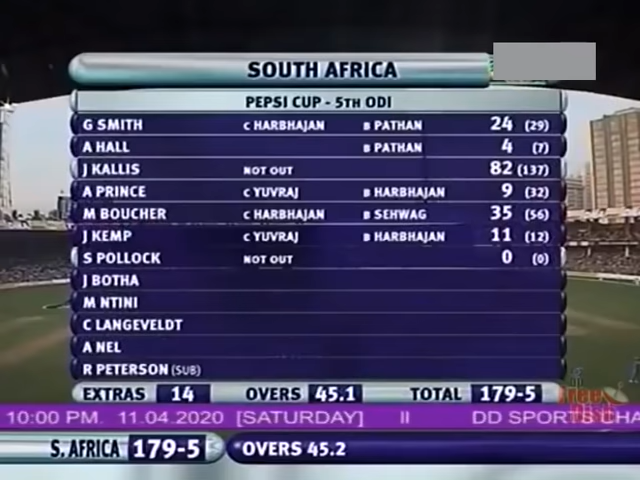 SOUTH AFRICA
PEPSI CUP - 5TH ODI
G SMITH C HARBHAJAN B PATHAN 24 (29)
A HALL B PATHAN 4 (7)
J KALLIS NOT OUT 82 (137)
A PRINCE C YUVRAJ B HARBHAJAN 9 (32)
M BOUCHER C HARBHAJAN B SEHWAG 35 (56)
J KEMP C YUVRAJ B HARBHAJAN 11 (12)
S POLLOCK NOT OUT 0 (0)
J BOTHA
M NTINI
C LANGEVELDT
A NEL
R PETERSON (SUB)
EXTRAS 14 OVERS 45.1 TOTAL 179-5
10:00 PM. 11.04.2020 [SATURDAY] II DD SPORTS CHA
S. AFRICA 179-5 OVERS 45.2